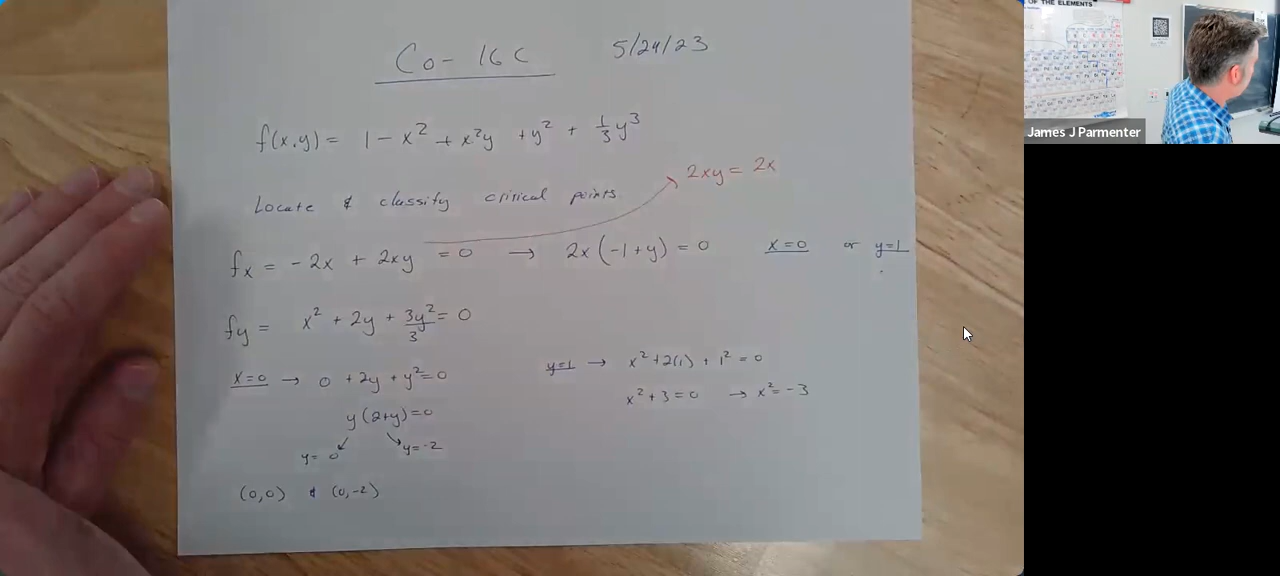 Co-16C 5/24/23
f(x,y) = 1 - x² + x²y + y² + 1/3 y³
2xy = 2x
Locate & classify critical points
fx = -2x + 2xy = 0 → 2x(-1+y) = 0 x=0 or y=1
fy = x² + 2y + 3y²/3 = 0
x=0 → 0 + 2y + y² = 0
y(2+y)=0
y=0 y=-2
(0,0) & (0,-2)
y=1 → x²+2(1) + 1² = 0
x² + 3 = 0 → x² = -3
OF THE ELEMENTS
James J Parmenter